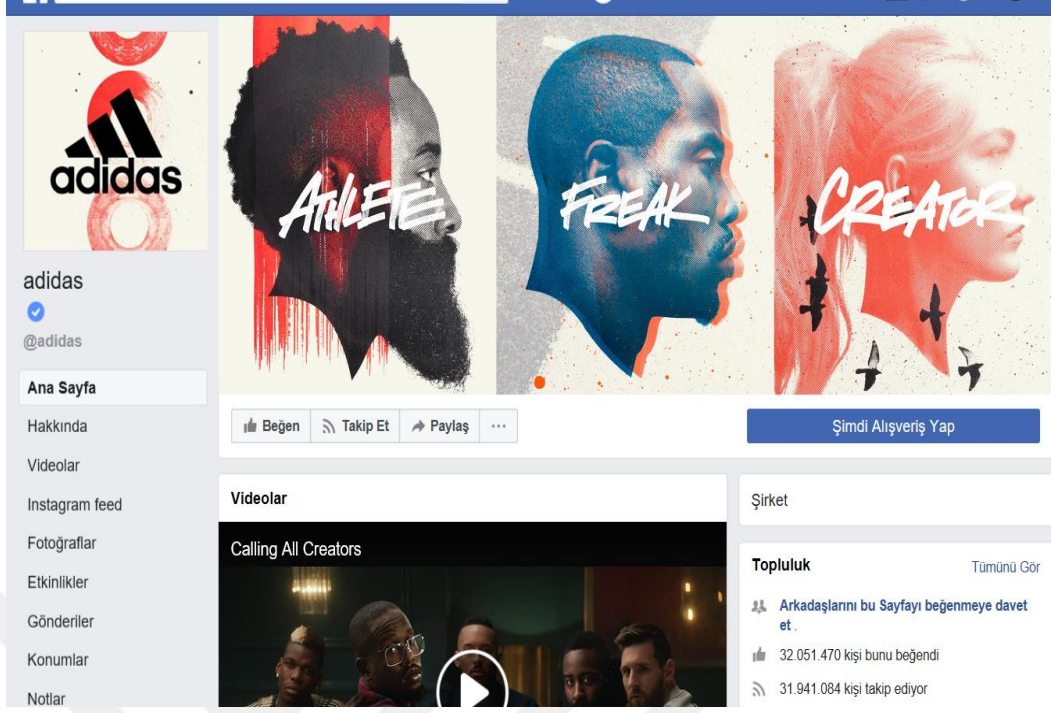 adidas
adidas
@adidas
Ana Sayfa
Hakkında
Videolar
Instagram feed
Fotoğraflar
Etkinlikler
Gönderiler
Konumlar
Notlar
ATHLETE
FREAK
CREATOR
Beğen
Takip Et
Paylaş
Şimdi Alışveriş Yap
Videolar
Calling All Creators
Şirket
Topluluk
Tümünü Gör
Arkadaşlarını bu Sayfayı beğenmeye davet
et .
32.051.470 kişi bunu beğendi
31.941.084 kişi takip ediyor